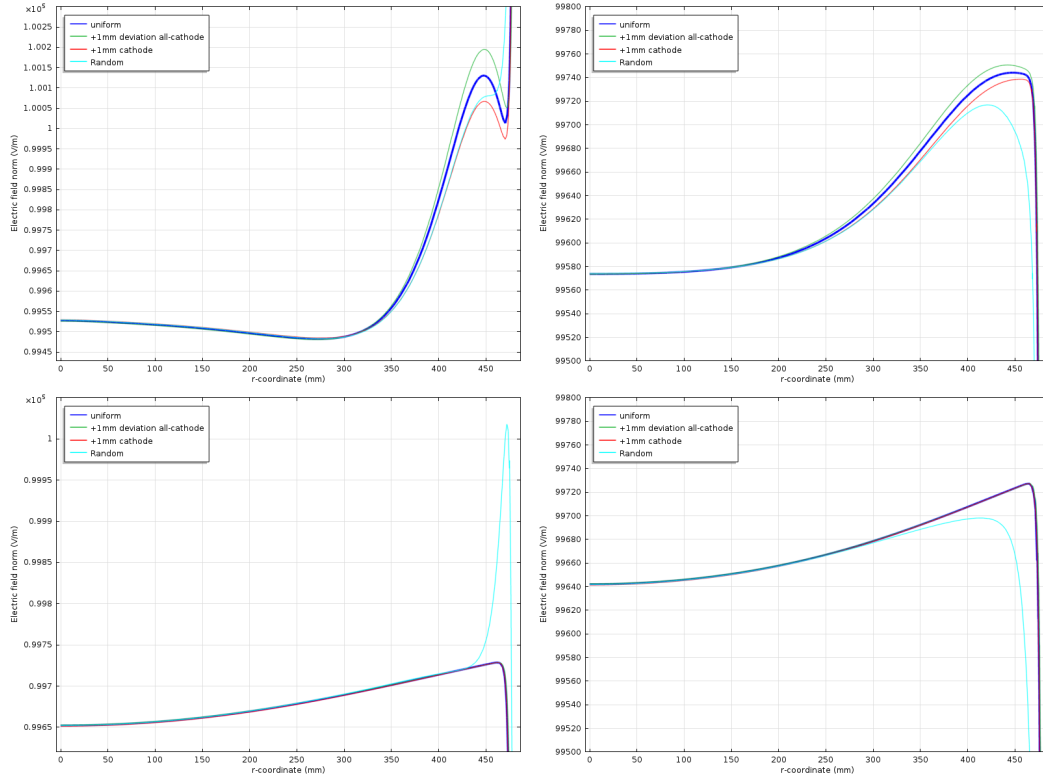 ×10⁵
1.0025
1.002
1.0015
1.001
1.0005
1
0.9995
0.999
0.9985
0.998
0.9975
0.997
0.9965
0.996
0.9955
0.995
0.9945
Electric field norm (V/m)
uniform
+1mm deviation all-cathode
+1mm cathode
Random
0 50 100 150 200 250 300 350 400 450
r-coordinate (mm)
99800
99780
99760
99740
99720
99700
99680
99660
99640
99620
99600
99580
99560
99540
99520
99500
Electric field norm (V/m)
uniform
+1mm deviation all-cathode
+1mm cathode
Random
0 50 100 150 200 250 300 350 400 450
r-coordinate (mm)
×10⁵
1
0.9995
0.999
0.9985
0.998
0.9975
0.997
0.9965
Electric field norm (V/m)
uniform
+1mm deviation all-cathode
+1mm cathode
Random
0 50 100 150 200 250 300 350 400 450
r-coordinate (mm)
99800
99780
99760
99740
99720
99700
99680
99660
99640
99620
99600
99580
99560
99540
99520
99500
Electric field norm (V/m)
uniform
+1mm deviation all-cathode
+1mm cathode
Random
0 50 100 150 200 250 300 350 400 450
r-coordinate (mm)